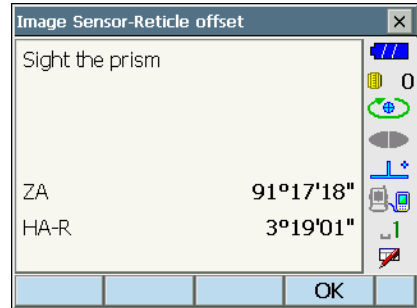 Image Sensor-Reticle offset
Sight the prism
0
ZA 91°17'18"
HA-R 3°19'01"
1
OK